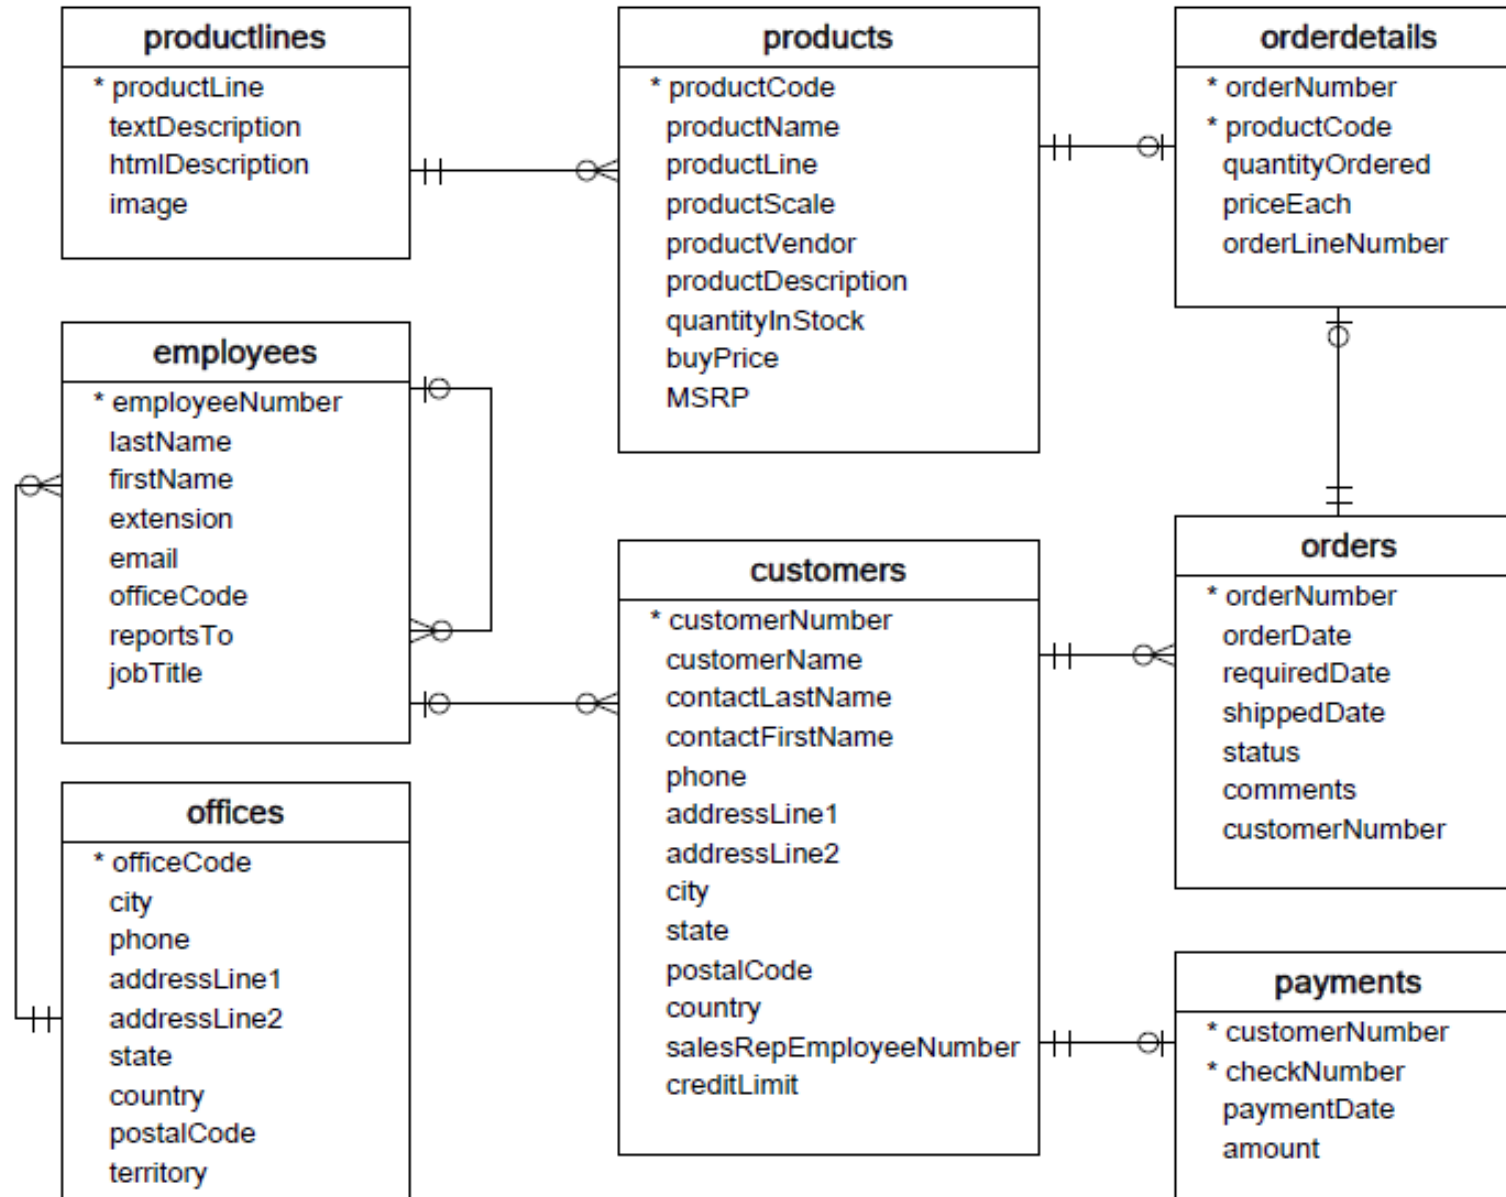 productlines
* productLine
textDescription
htmlDescription
image
products
* productCode
productName
productLine
productScale
productVendor
productDescription
quantityInStock
buyPrice
MSRP
orderdetails
* orderNumber
* productCode
quantityOrdered
priceEach
orderLineNumber
employees
* employeeNumber
lastName
firstName
extension
email
officeCode
reportsTo
jobTitle
customers
* customerNumber
customerName
contactLastName
contactFirstName
phone
addressLine1
addressLine2
city
state
postalCode
country
salesRepEmployeeNumber
creditLimit
orders
* orderNumber
orderDate
requiredDate
shippedDate
status
comments
customerNumber
offices
* officeCode
city
phone
addressLine1
addressLine2
state
country
postalCode
territory
payments
* customerNumber
* checkNumber
paymentDate
amount